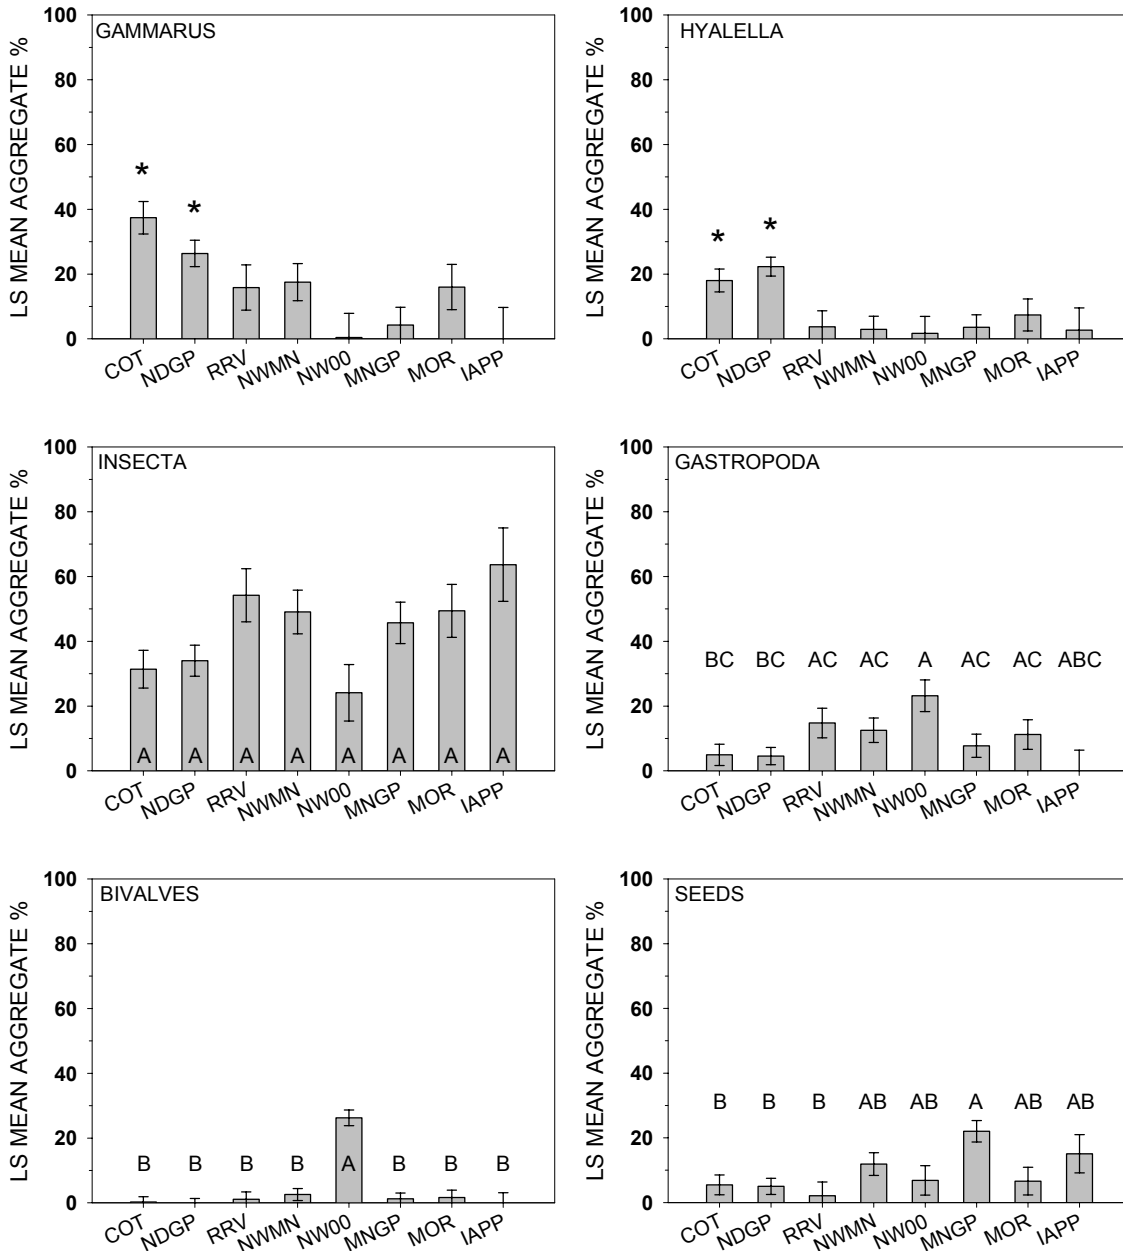 GAMMARUS
LS MEAN AGGREGATE %
100
80
60
40
20
0
* *
COT NDGP RRV NWMN NW00 MNGP MOR IAPP
HYALELLA
LS MEAN AGGREGATE %
100
80
60
40
20
0
* *
COT NDGP RRV NWMN NW00 MNGP MOR IAPP
INSECTA
LS MEAN AGGREGATE %
100
80
60
40
20
0
A A A A A A A A
COT NDGP RRV NWMN NW00 MNGP MOR IAPP
GASTROPODA
LS MEAN AGGREGATE %
100
80
60
40
20
0
BC BC AC AC A AC AC ABC
COT NDGP RRV NWMN NW00 MNGP MOR IAPP
BIVALVES
LS MEAN AGGREGATE %
100
80
60
40
20
0
B B B B A B B B
COT NDGP RRV NWMN NW00 MNGP MOR IAPP
SEEDS
LS MEAN AGGREGATE %
100
80
60
40
20
0
B B B AB AB A AB AB
COT NDGP RRV NWMN NW00 MNGP MOR IAPP